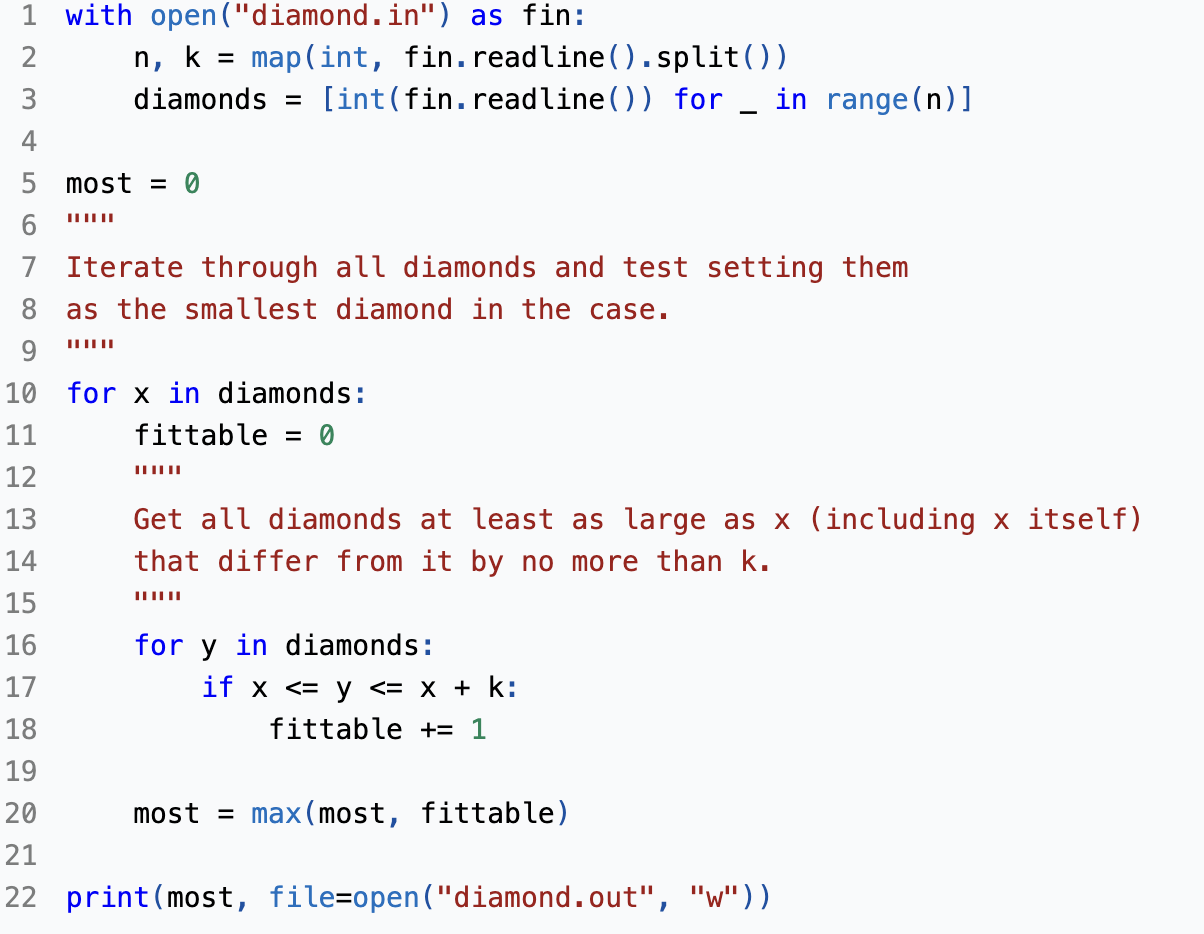 1 with open("diamond.in") as fin:
2     n, k = map(int, fin.readline().split())
3     diamonds = [int(fin.readline()) for _ in range(n)]
4
5 most = 0
6 """
7 Iterate through all diamonds and test setting them
8 as the smallest diamond in the case.
9 """
10 for x in diamonds:
11     fittable = 0
12     """
13     Get all diamonds at least as large as x (including x itself)
14     that differ from it by no more than k.
15     """
16     for y in diamonds:
17         if x <= y <= x + k:
18             fittable += 1
19
20     most = max(most, fittable)
21
22 print(most, file=open("diamond.out", "w"))